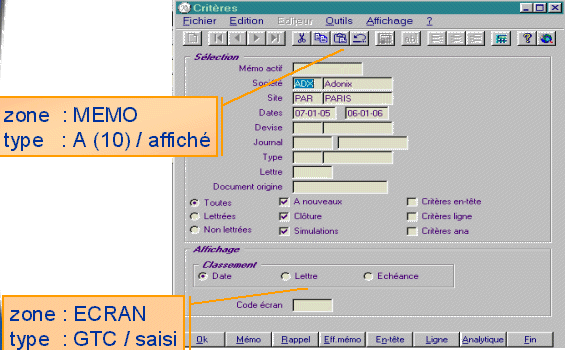 Critères
Fichier Edition Editeur Outils Affichage ?
Sélection
Mémo actif
Société ADX Adonix
Site PAR PARIS
Dates 07-01-05 06-01-06
Devise
Journal
Type
Lettre
Document origine
Toutes A nouveaux Critères en-tête
Lettrées Clôture Critères ligne
Non lettrées Simulations Critères ana
Affichage
Classement
Date Lettre Echéance
Code écran
Ok Mémo Rappel Eff.mémo En-tête Ligne Analytique Fin
zone : MEMO
type : A (10) / affiché
zone : ECRAN
type : GTC / saisi